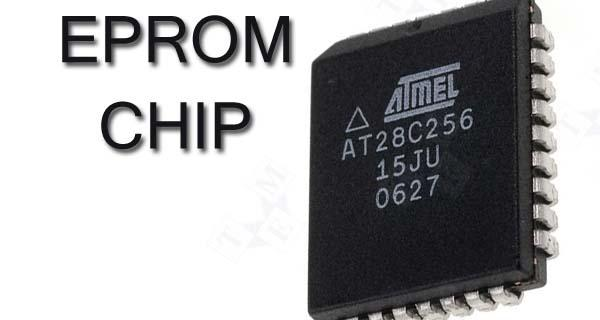 EPROM
CHIP
ATMEL
AT28C256
15JU
0627